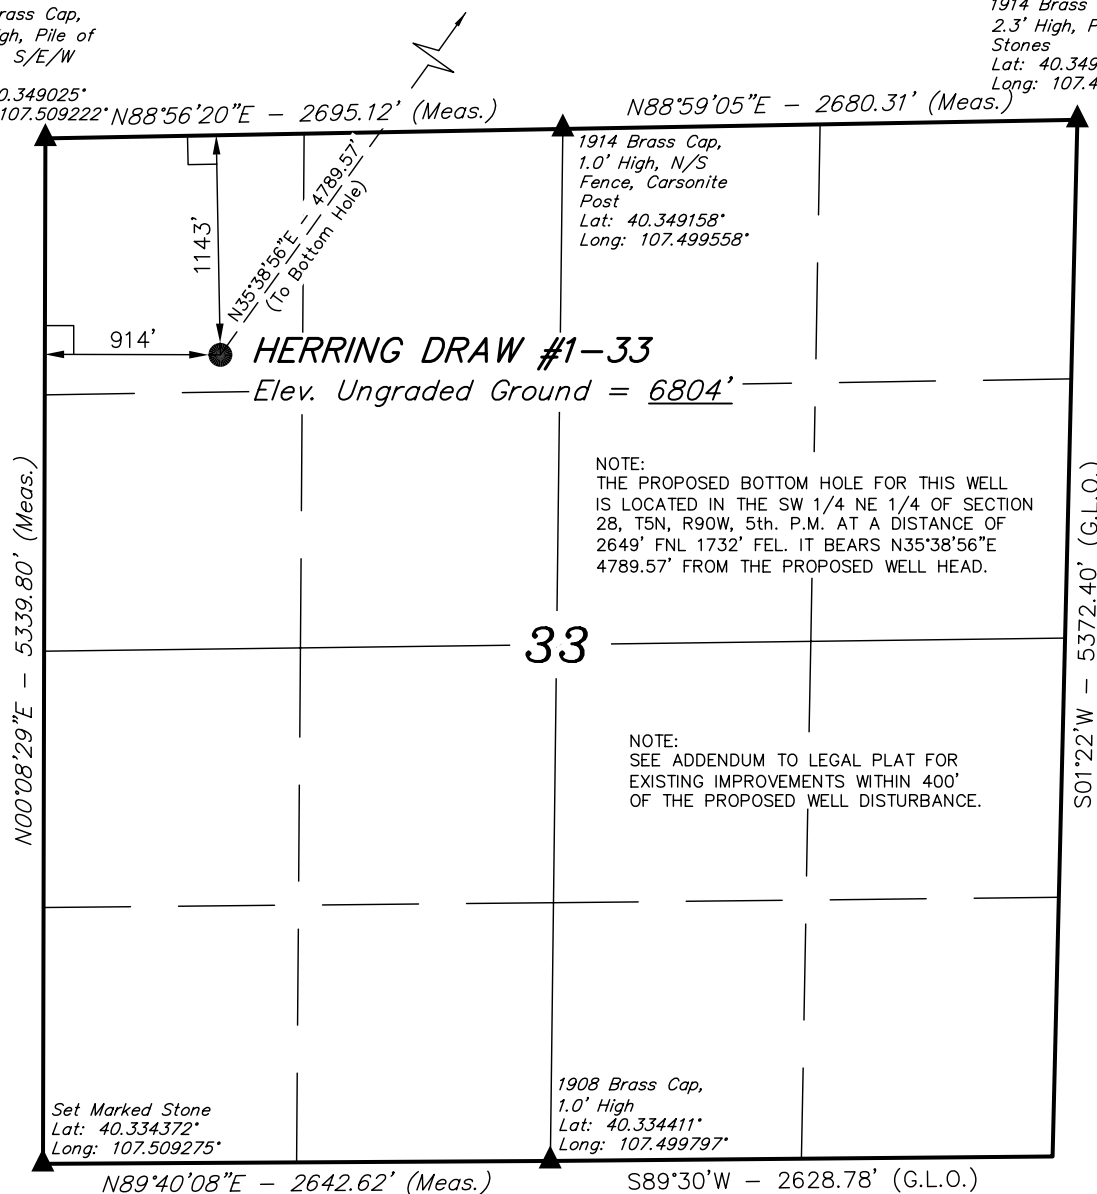 Brass Cap,
High, Pile of
S/E/W
40.349025°
107.509222°
1914 Brass
2.3' High, P
Stones
Lat: 40.349
Long: 107.4
N88°56'20"E - 2695.12' (Meas.)
N88°59'05"E - 2680.31' (Meas.)
1914 Brass Cap,
1.0' High, N/S
Fence, Carsonite
Post
Lat: 40.349158°
Long: 107.499558°
N35°38'56"E - 4789.57'
(To Bottom Hole)
1143'
914'
HERRING DRAW #1-33
Elev. Ungraded Ground = 6804'
NOTE:
THE PROPOSED BOTTOM HOLE FOR THIS WELL
IS LOCATED IN THE SW 1/4 NE 1/4 OF SECTION
28, T5N, R90W, 5th. P.M. AT A DISTANCE OF
2649' FNL 1732' FEL. IT BEARS N35°38'56"E
4789.57' FROM THE PROPOSED WELL HEAD.
N00°08'29"E - 5339.80' (Meas.)
S01°22'W - 5372.40' (G.L.O.)
33
NOTE:
SEE ADDENDUM TO LEGAL PLAT FOR
EXISTING IMPROVEMENTS WITHIN 400'
OF THE PROPOSED WELL DISTURBANCE.
Set Marked Stone
Lat: 40.334372°
Long: 107.509275°
1908 Brass Cap,
1.0' High
Lat: 40.334411°
Long: 107.499797°
N89°40'08"E - 2642.62' (Meas.)
S89°30'W - 2628.78' (G.L.O.)